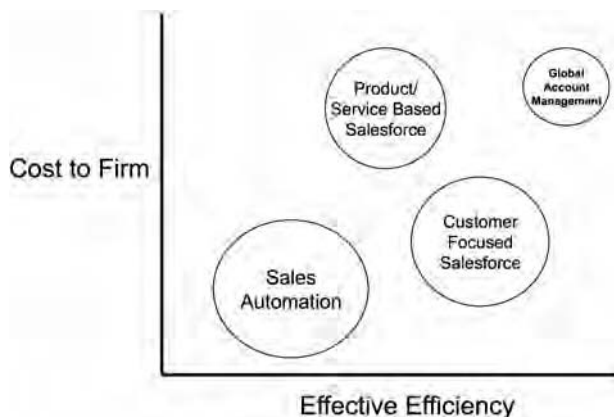 Cost to Firm
Product/
Service Based
Salesforce
Global
Account
Management
Customer
Focused
Salesforce
Sales
Automation
Effective Efficiency